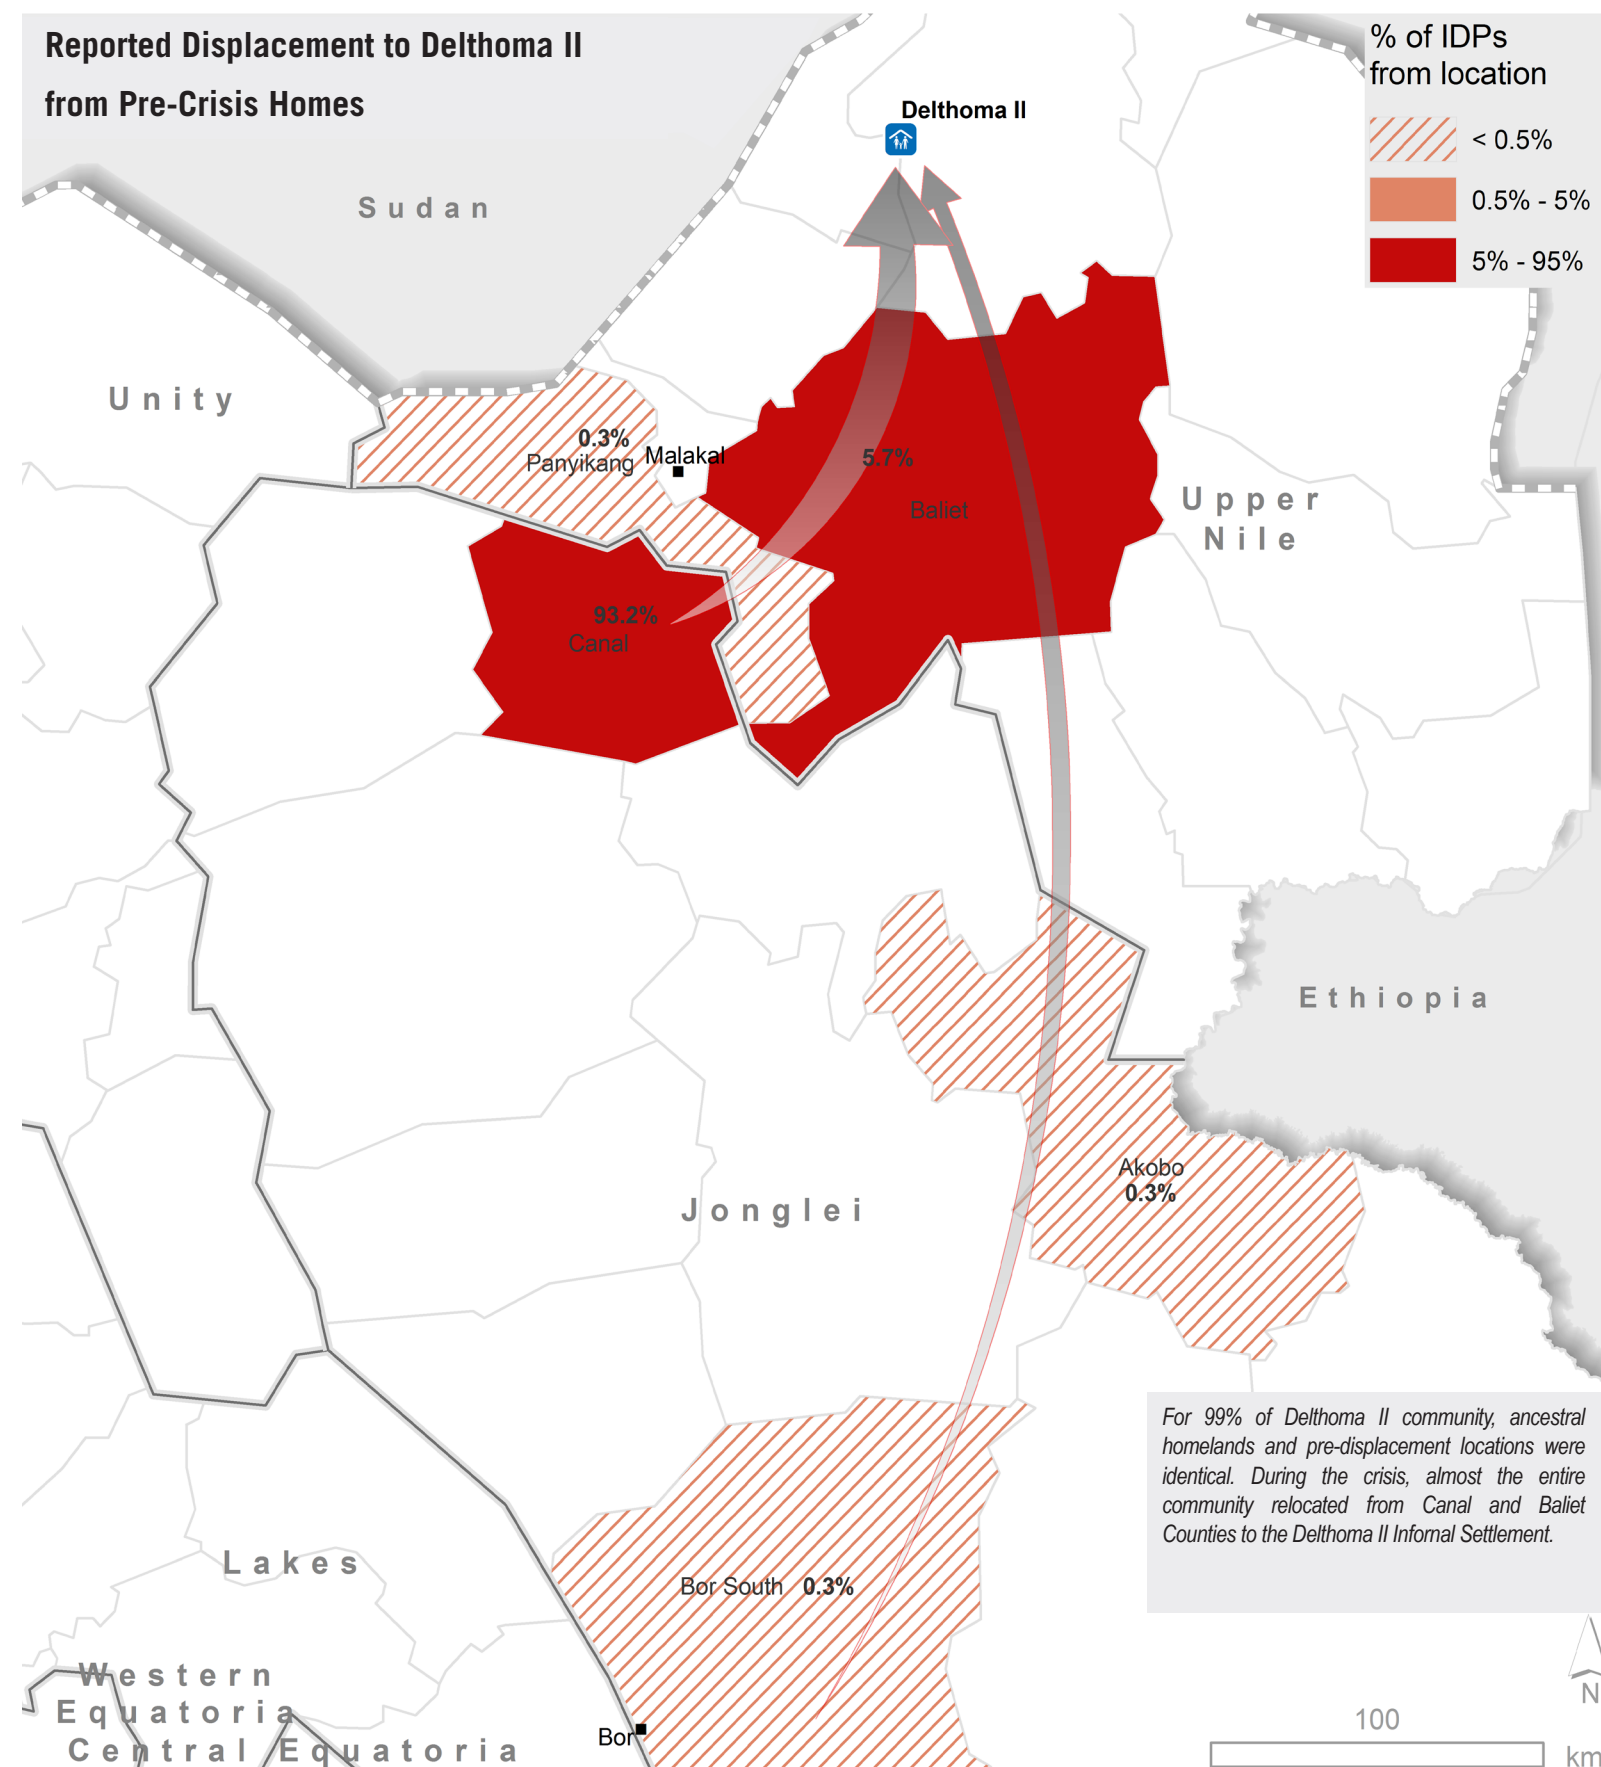 Reported Displacement to Delthoma II
from Pre-Crisis Homes
% of IDPs
from location
< 0.5%
0.5% - 5%
5% - 95%
Delthoma II
Sudan
Unity
0.3%
Panyikang
Malakal
5.7%
Baliet
Upper
Nile
93.2%
Canal
Ethiopia
Akobo
0.3%
Jonglei
For 99% of Delthoma II community, ancestral
homelands and pre-displacement locations were
identical. During the crisis, almost the entire
community relocated from Canal and Baliet
Counties to the Delthoma II Infornal Settlement.
Lakes
Bor South 0.3%
Western
Equatoria
Central Equatoria
Bor
N
100
km